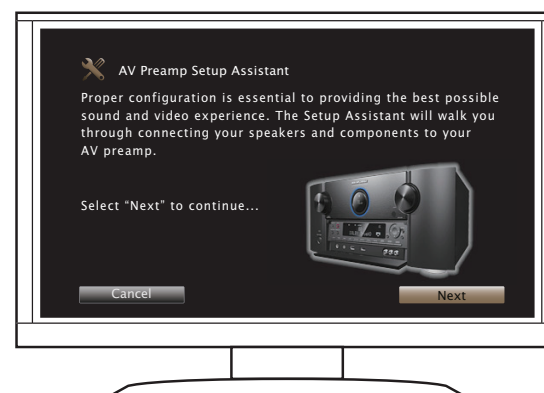 AV Preamp Setup Assistant
Proper configuration is essential to providing the best possible
sound and video experience. The Setup Assistant will walk you
through connecting your speakers and components to your
AV preamp.
Select “Next” to continue...
Cancel
Next